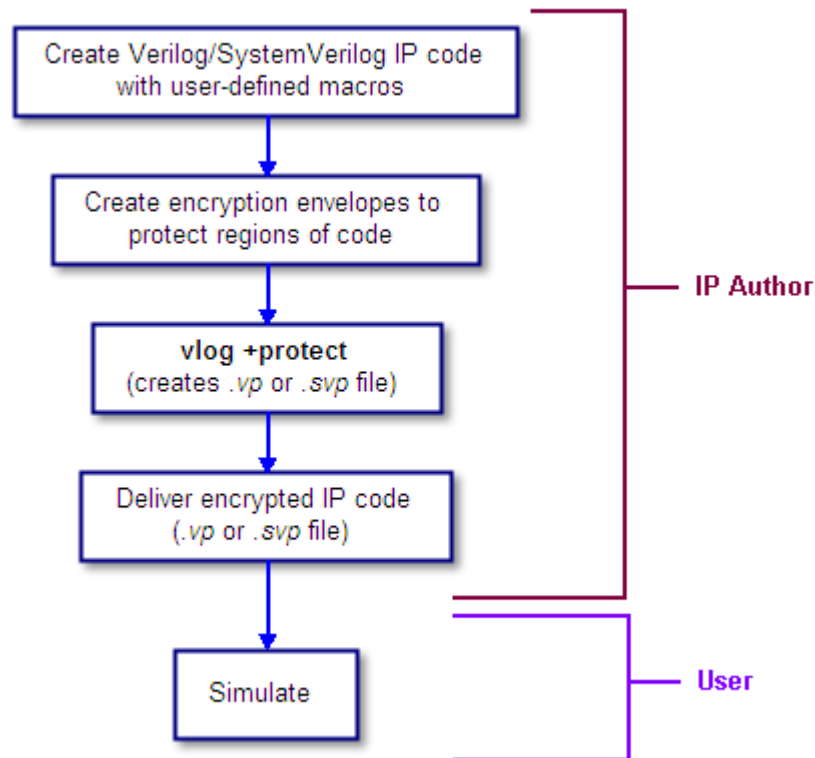 Create Verilog/SystemVerilog IP code
with user-defined macros
Create encryption envelopes to
protect regions of code
vlog +protect
(creates .vp or .svp file)
Deliver encrypted IP code
(.vp or .svp file)
IP Author
Simulate
User